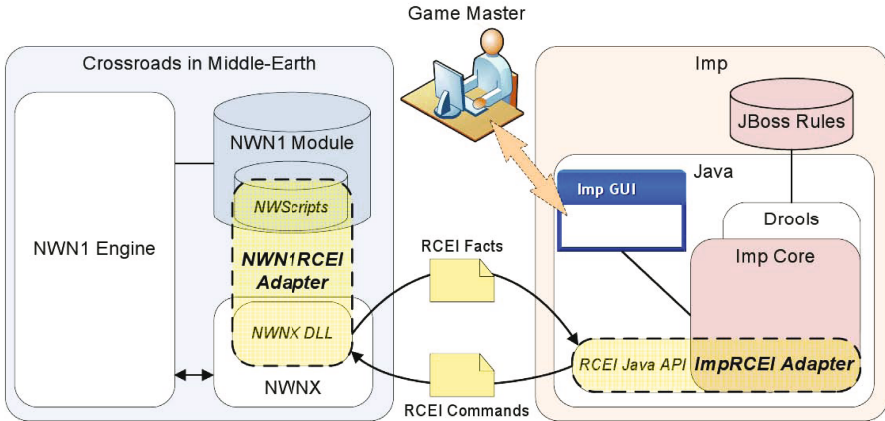 Game Master
Crossroads in Middle-Earth
NWN1 Engine
NWN1 Module
NWScripts
NWN1RCEI
Adapter
NWNX DLL
NWNX
RCEI Facts
RCEI Commands
Imp
JBoss Rules
Java
Imp GUI
Drools
Imp Core
RCEI Java API
ImpRCEI Adapter